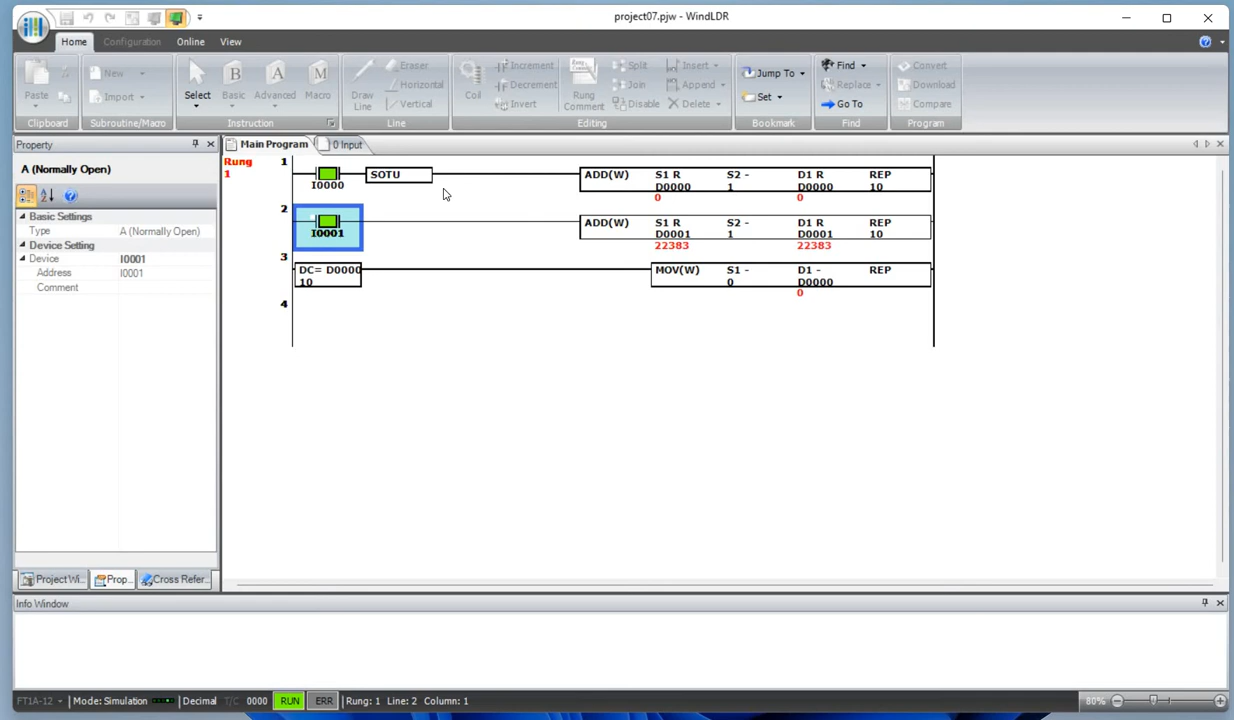 project07.pjw - WindLDR
Home Configuration Online View
Paste
Clipboard
New
Import
Subroutine/Macro
Select
B
Basic
A
Advanced
M
Macro
Instruction
Draw
Line
Eraser
Horizontal
Vertical
Line
Coil
Increment
Decrement
Invert
Rung
Comment
Split
Join
Disable
Insert
Append
Delete
Editing
Jump To
Set
Bookmark
Find
Replace
Go To
Find
Convert
Download
Compare
Program
Property
A (Normally Open)
Basic Settings
Type A (Normally Open)
Device Setting
Device I0001
Address I0001
Comment
Project Wi...
Prop...
Cross Refer...
Main Program
0 Input
Rung 1
1
I0000
SOTU
ADD(W) S1 R S2 - D1 R REP
D0000 1 D0000 10
0 0
2
I0001
ADD(W) S1 R S2 - D1 R REP
D0001 1 D0001 10
22383 22383
3
DC= D0000
10
MOV(W) S1 - D1 - REP
0 D0000
0
4
Info Window
FT1A-12 Mode: Simulation Decimal T/C 0000 RUN ERR Rung: 1 Line: 2 Column: 1
80%